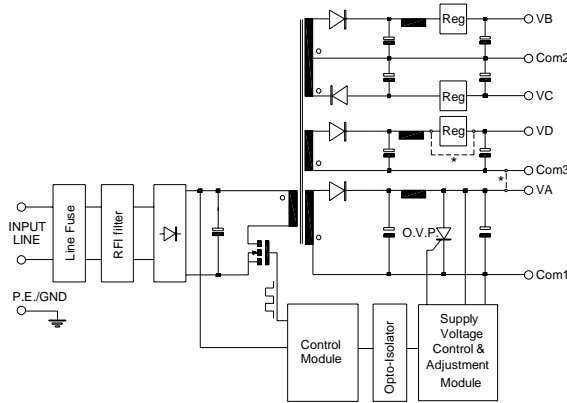 Reg
VB
Com2
Reg
VC
Reg
VD
*
Com3
*
VA
O.V.P.
Com1
INPUT
LINE
Line Fuse
RFI filter
P.E./GND
Control
Module
Opto-Isolator
Supply
Voltage
Control &
Adjustment
Module